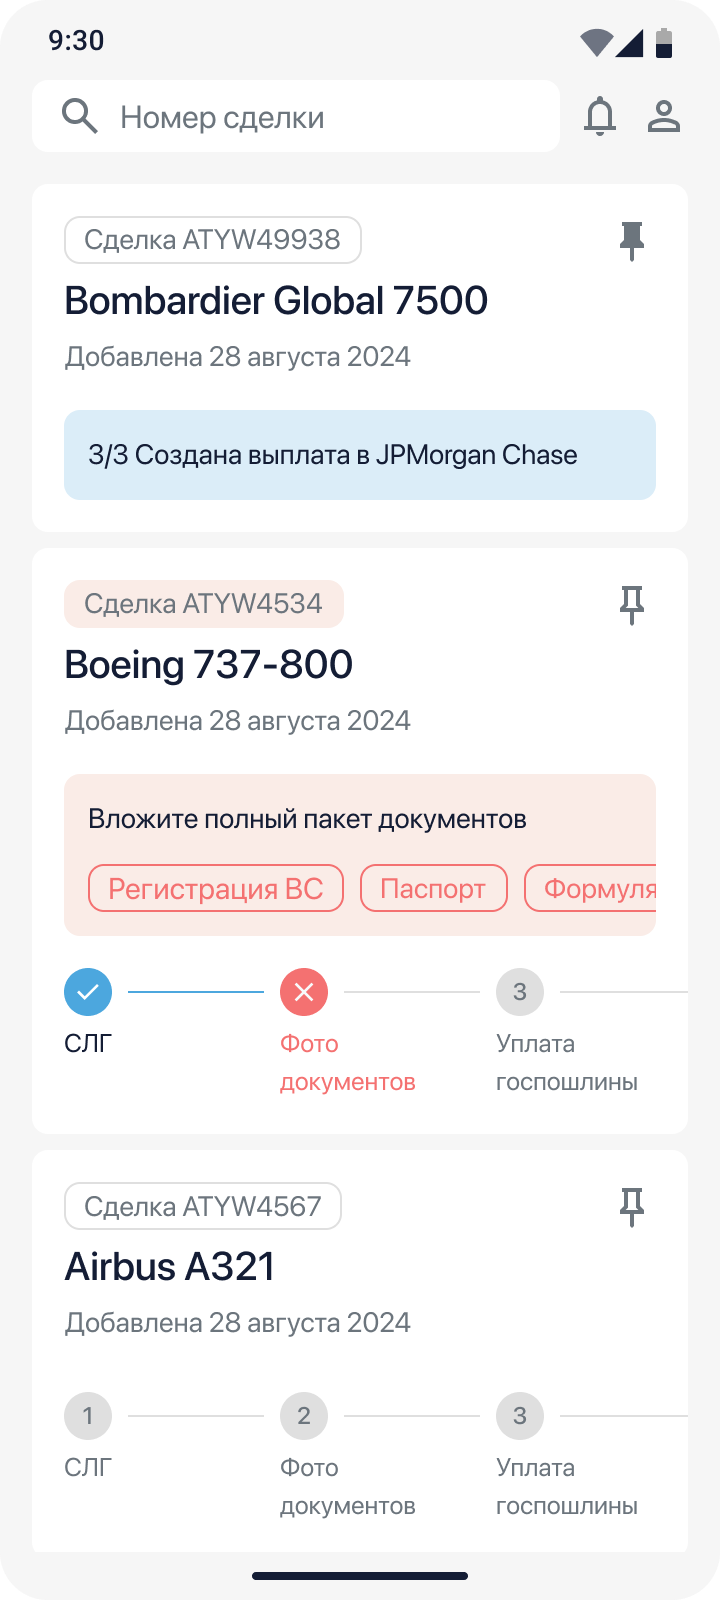 9:30
Номер сделки
Сделка ATYW49938
Bombardier Global 7500
Добавлена 28 августа 2024
3/3 Создана выплата в JPMorgan Chase
Сделка ATYW4534
Boeing 737-800
Добавлена 28 августа 2024
Вложите полный пакет документов
Регистрация ВС Паспорт Формуля
3
СЛГ Фото Уплата
документов госпошлины
Сделка ATYW4567
Airbus A321
Добавлена 28 августа 2024
1 2 3
СЛГ Фото Уплата
документов госпошлины